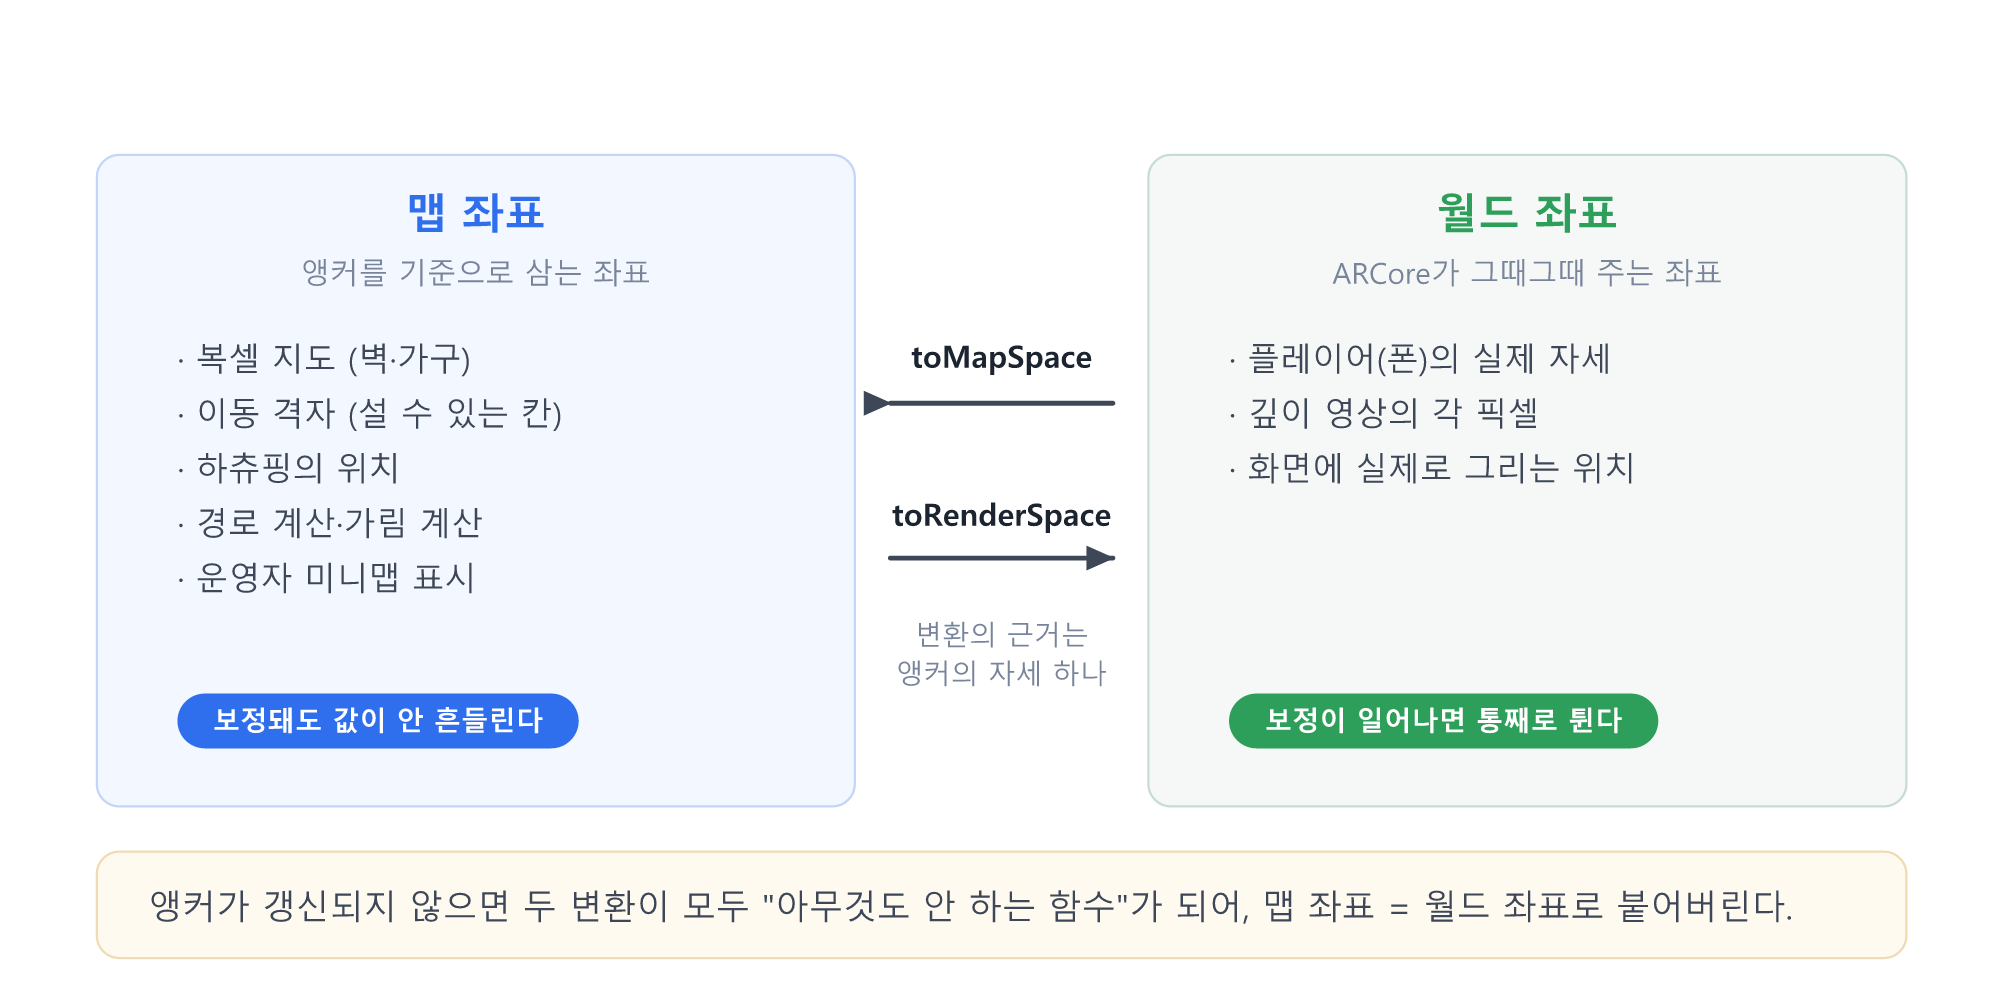 맵 좌표
앵커를 기준으로 삼는 좌표
· 복셀 지도 (벽·가구)
· 이동 격자 (설 수 있는 칸)
· 하츄핑의 위치
· 경로 계산·가림 계산
· 운영자 미니맵 표시
보정돼도 값이 안 흔들린다
toMapSpace
toRenderSpace
변환의 근거는
앵커의 자세 하나
월드 좌표
ARCore가 그때그때 주는 좌표
· 플레이어(폰)의 실제 자세
· 깊이 영상의 각 픽셀
· 화면에 실제로 그리는 위치
보정이 일어나면 통째로 튄다
앵커가 갱신되지 않으면 두 변환이 모두 "아무것도 안 하는 함수"가 되어, 맵 좌표 = 월드 좌표로 붙어버린다.